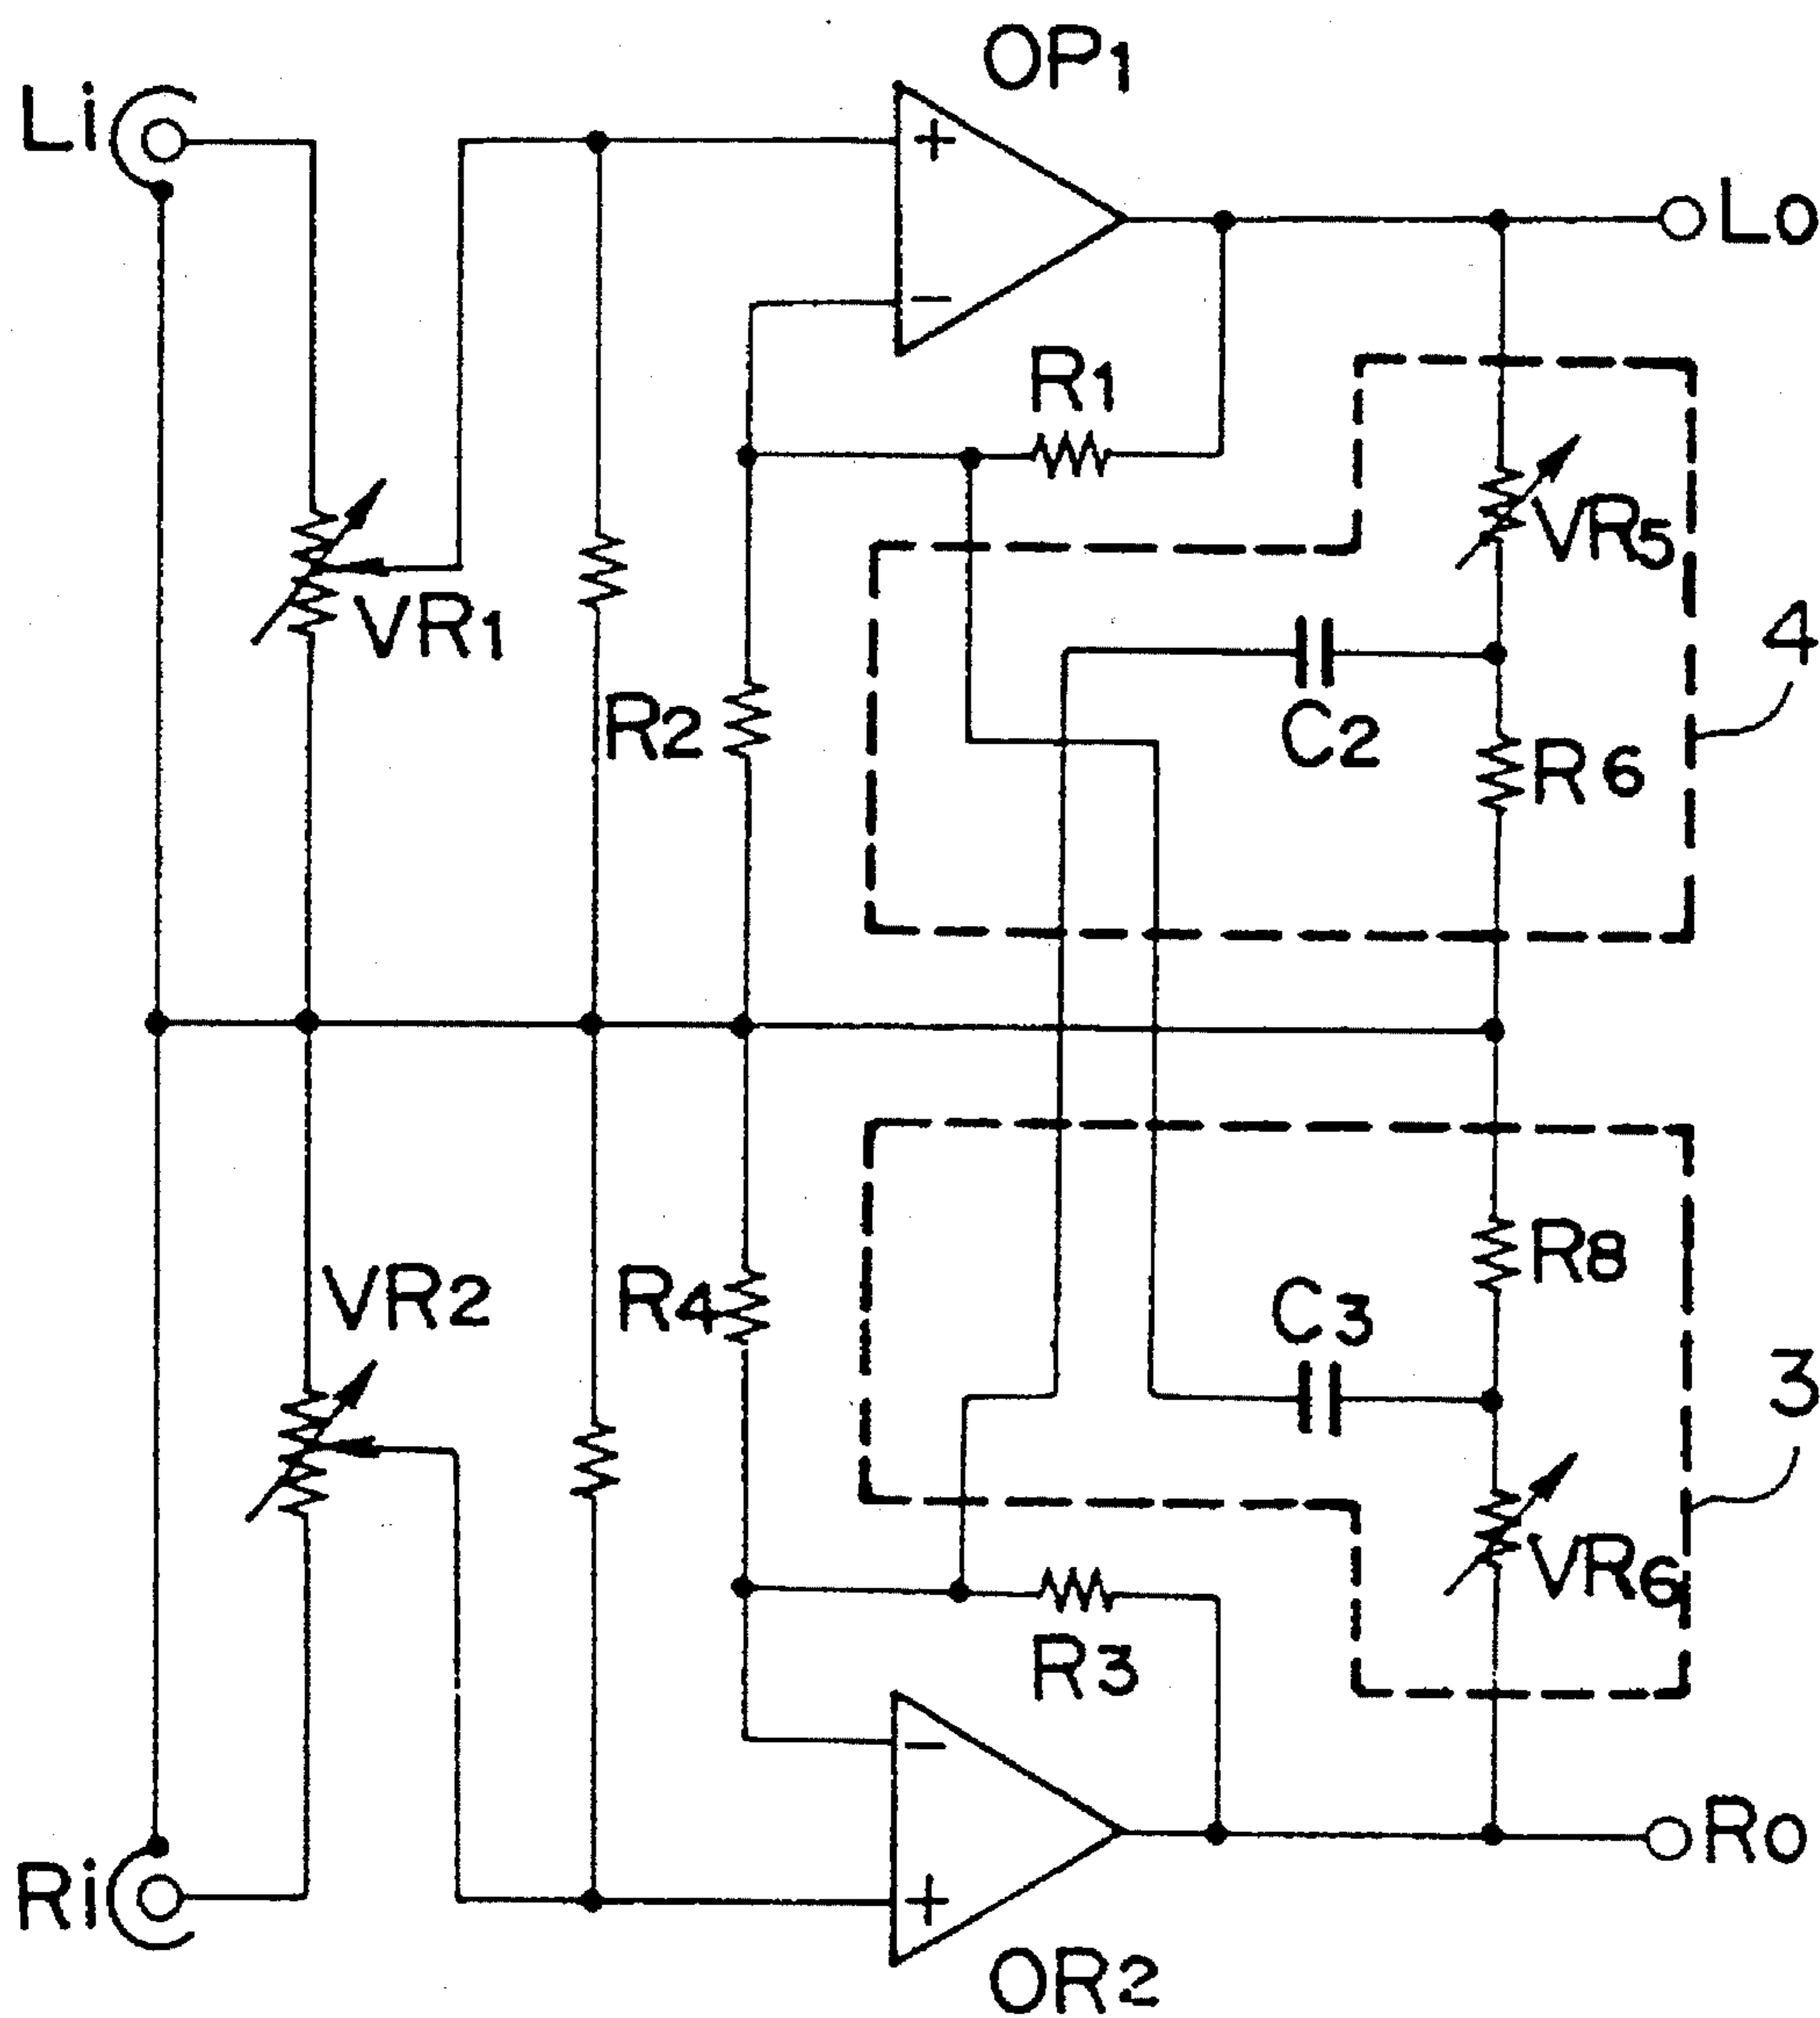 OP1
Li
+
Lo
−
R1
VR5
VR1
4
R2
C2
R6
R8
VR2
R4
C3
3
VR6
R3
−
Ro
Ri
+
OR2